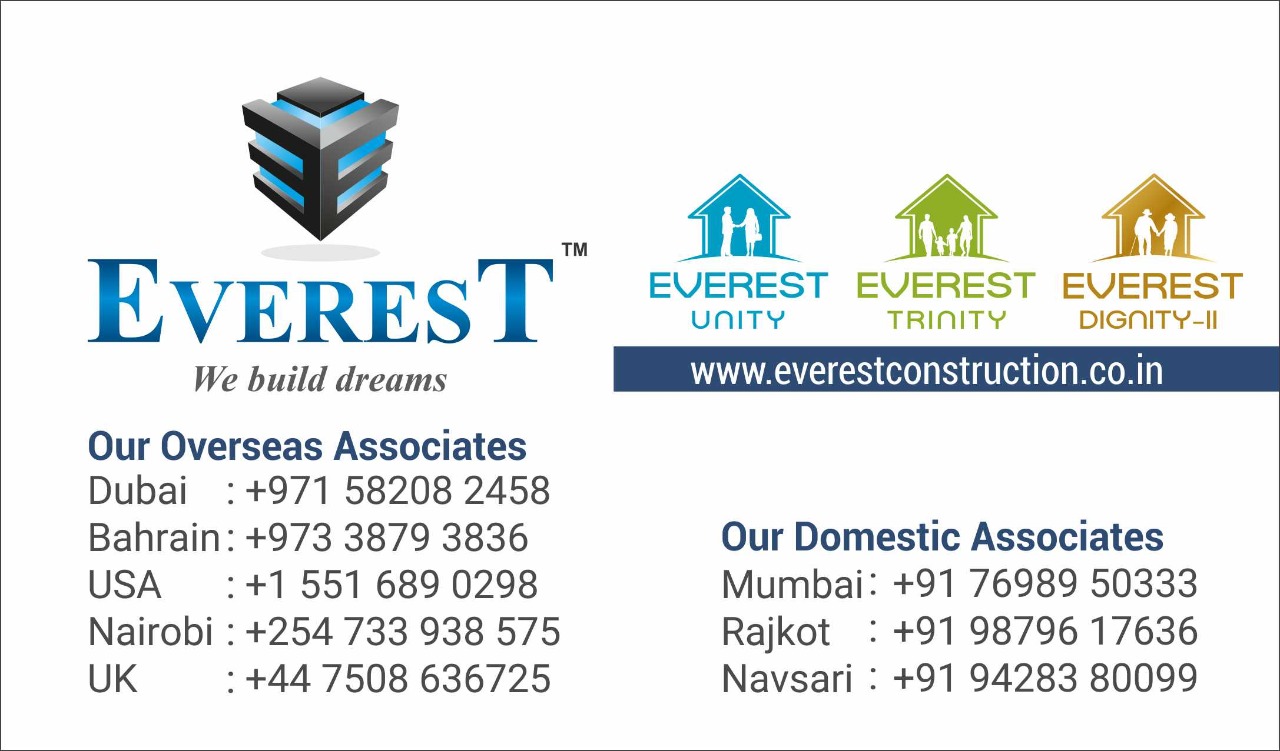 EVEREST ™
We build dreams
EVEREST
UNITY
EVEREST
TRINITY
EVEREST
DIGNITY-II
www.everestconstruction.co.in
Our Overseas Associates
Dubai : +971 58208 2458
Bahrain : +973 3879 3836
USA : +1 551 689 0298
Nairobi : +254 733 938 575
UK : +44 7508 636725
Our Domestic Associates
Mumbai : +91 76989 50333
Rajkot : +91 98796 17636
Navsari : +91 94283 80099